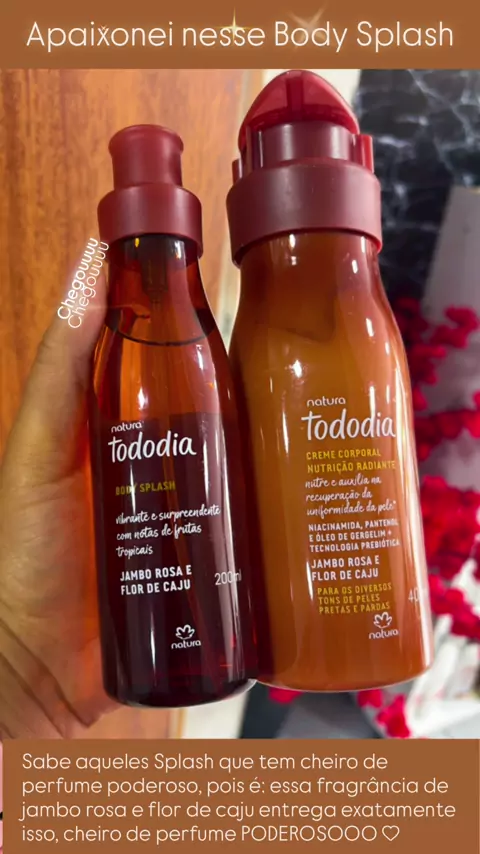 Apaixonei nesse Body Splash
Chegouuuu
Chegouuuu
natura
tododia
BODY SPLASH
vibrante e surpreendente
com notas de frutas
tropicais
JAMBO ROSA E
FLOR DE CAJU
200ml
natura
natura
tododia
CREME CORPORAL
NUTRIÇÃO RADIANTE
nutre e auxilia na
recuperação da
uniformidade da pele*
NIACINAMIDA, PANTENOL
E ÓLEO DE GERGELIM +
TECNOLOGIA PREBIÓTICA
JAMBO ROSA E
FLOR DE CAJU
PARA OS DIVERSOS
TONS DE PELES
PRETAS E PARDAS
natura
Sabe aqueles Splash que tem cheiro de
perfume poderoso, pois é: essa fragrância de
jambo rosa e flor de caju entrega exatamente
isso, cheiro de perfume PODEROSOOO♡